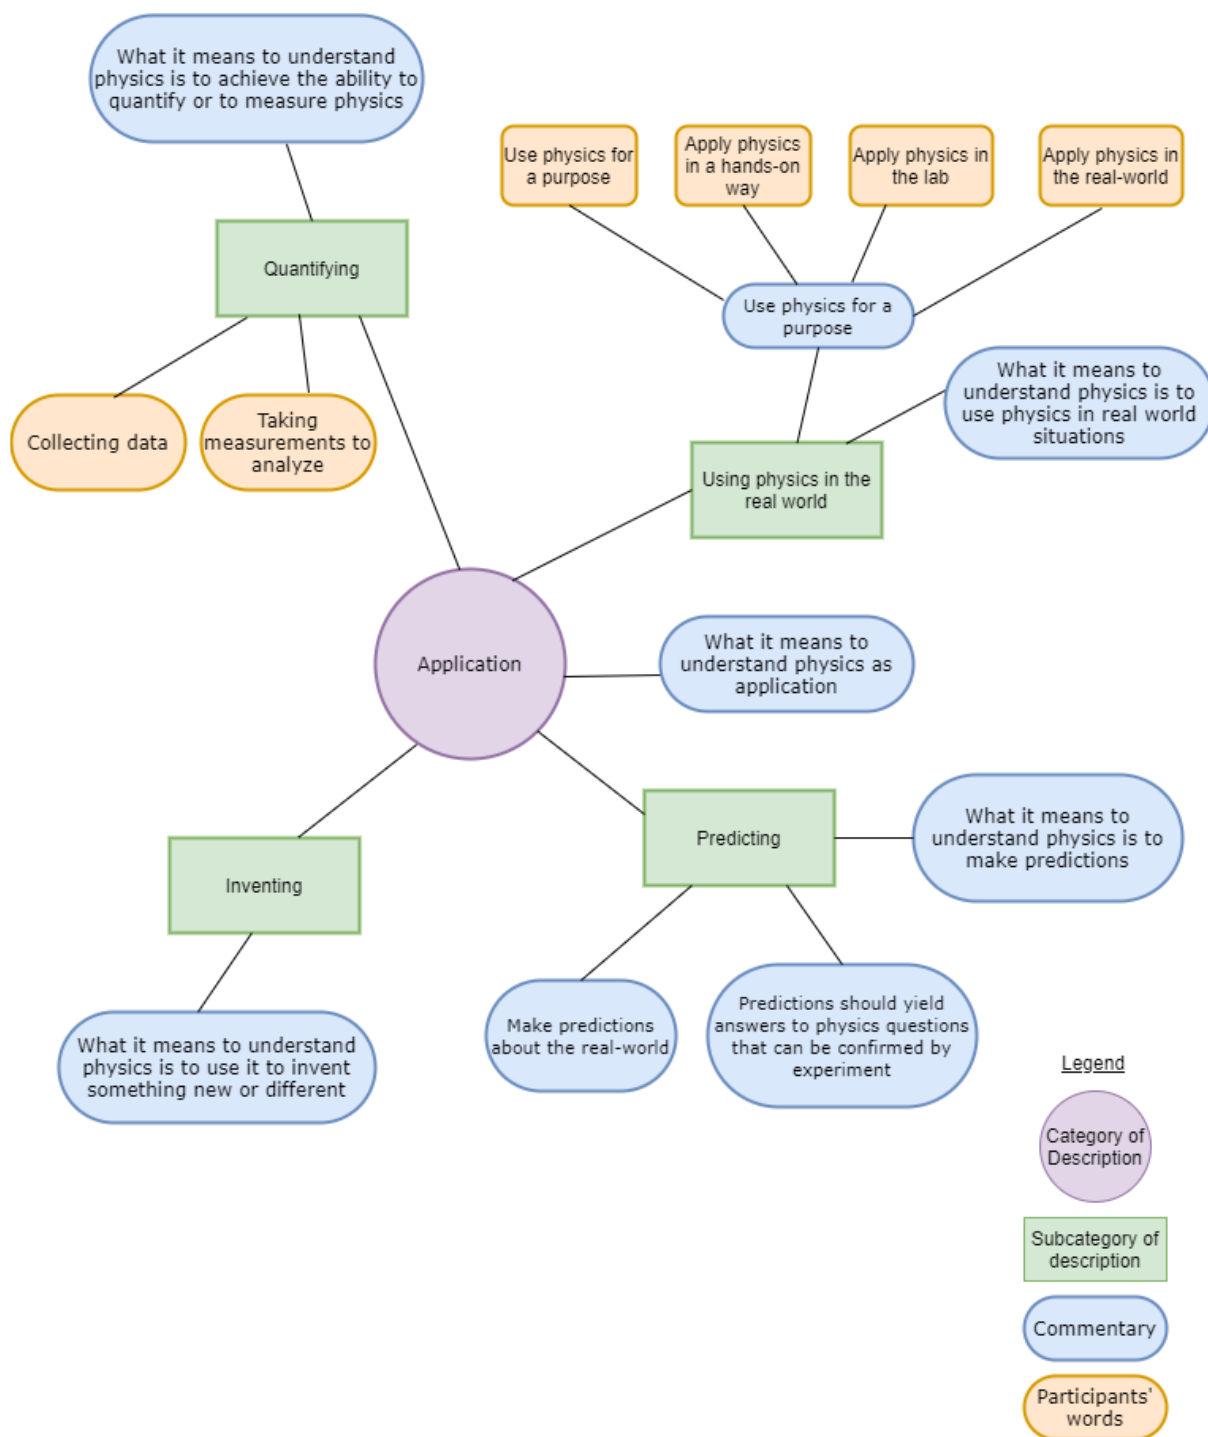 What it means to understand
physics is to achieve the ability to
quantify or to measure physics
Use physics for
a purpose
Apply physics
in a hands-on
way
Apply physics in
the lab
Apply physics in
the real-world
Quantifying
Use physics for a
purpose
Collecting data
Taking
measurements to
analyze
What it means to
understand physics is to
use physics in real world
situations
Using physics in the
real world
Application
What it means to
understand physics as
application
Predicting
What it means to
understand physics is to
make predictions
Inventing
What it means to understand
physics is to use it to invent
something new or different
Make predictions
about the real-world
Predictions should yield
answers to physics questions
that can be confirmed by
experiment
Legend
Category of
Description
Subcategory of
description
Commentary
Participants'
words